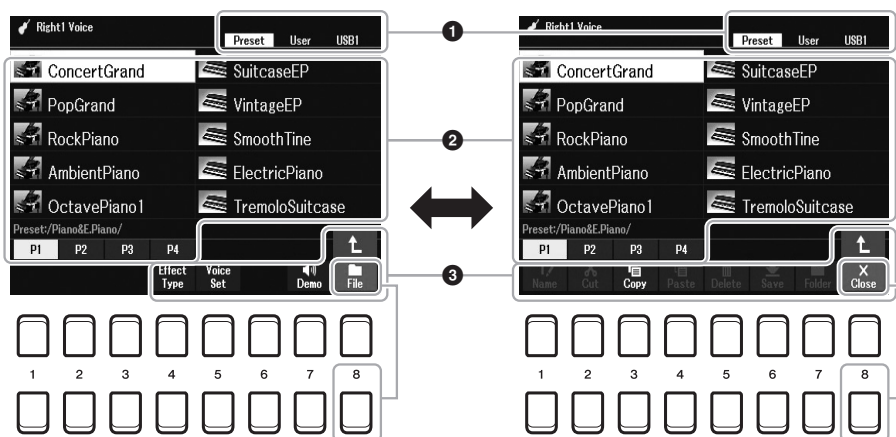 Right1 Voice
Preset User USB1
ConcertGrand SuitcaseEP
PopGrand VintageEP
RockPiano SmoothTine
AmbientPiano ElectricPiano
OctavePiano1 TremoloSuitcase
Preset:/Piano&E.Piano/
P1 P2 P3 P4
Effect Type Voice Set Demo File
1 2 3 4 5 6 7 8
1
2
3
Right1 Voice
Preset User USB1
ConcertGrand SuitcaseEP
PopGrand VintageEP
RockPiano SmoothTine
AmbientPiano ElectricPiano
OctavePiano1 TremoloSuitcase
Preset:/Piano&E.Piano/
P1 P2 P3 P4
Name Cut Copy Paste Delete Save Folder Close
1 2 3 4 5 6 7 8